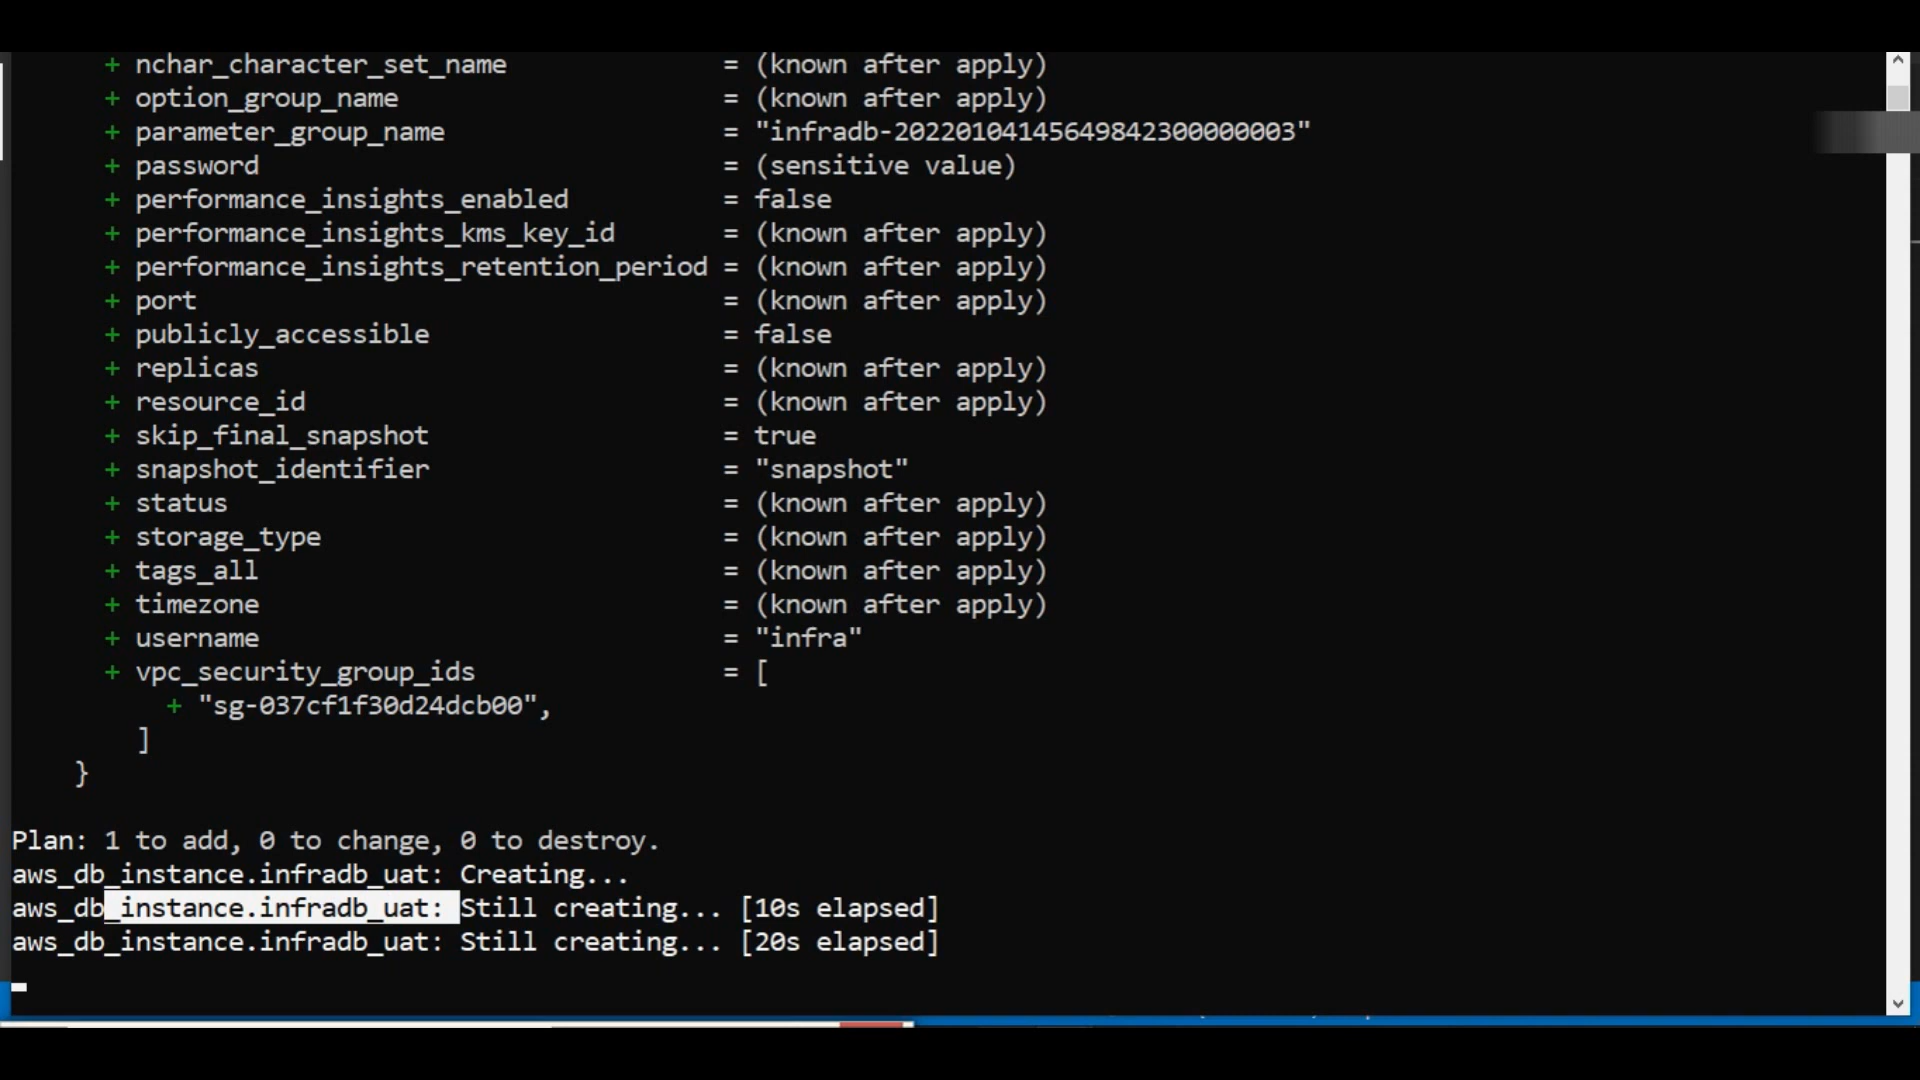 + nchar_character_set_name = (known after apply)
+ option_group_name = (known after apply)
+ parameter_group_name = "infradb-20220104145649842300000003"
+ password = (sensitive value)
+ performance_insights_enabled = false
+ performance_insights_kms_key_id = (known after apply)
+ performance_insights_retention_period = (known after apply)
+ port = (known after apply)
+ publicly_accessible = false
+ replicas = (known after apply)
+ resource_id = (known after apply)
+ skip_final_snapshot = true
+ snapshot_identifier = "snapshot"
+ status = (known after apply)
+ storage_type = (known after apply)
+ tags_all = (known after apply)
+ timezone = (known after apply)
+ username = "infra"
+ vpc_security_group_ids = [
+ "sg-037cf1f30d24dcb00",
]
}
Plan: 1 to add, 0 to change, 0 to destroy.
aws_db_instance.infradb_uat: Creating...
aws_db_instance.infradb_uat: Still creating... [10s elapsed]
aws_db_instance.infradb_uat: Still creating... [20s elapsed]